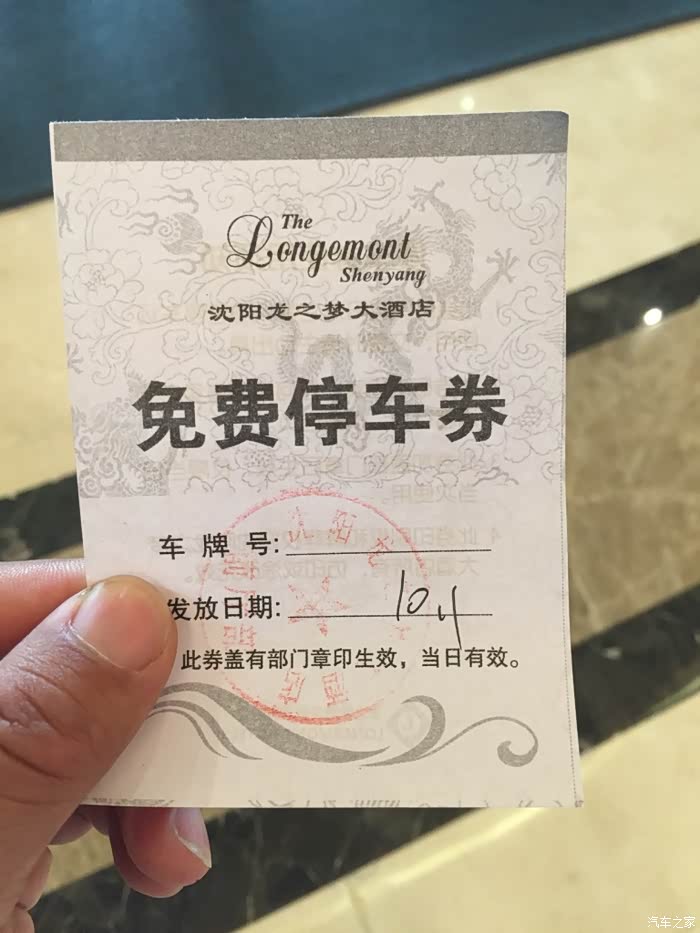 The
Longemont
Shenyang
沈阳龙之梦大酒店
免费停车券
车 牌 号:
发放日期: 10.4
此券盖有部门章印生效，当日有效。
汽车之家